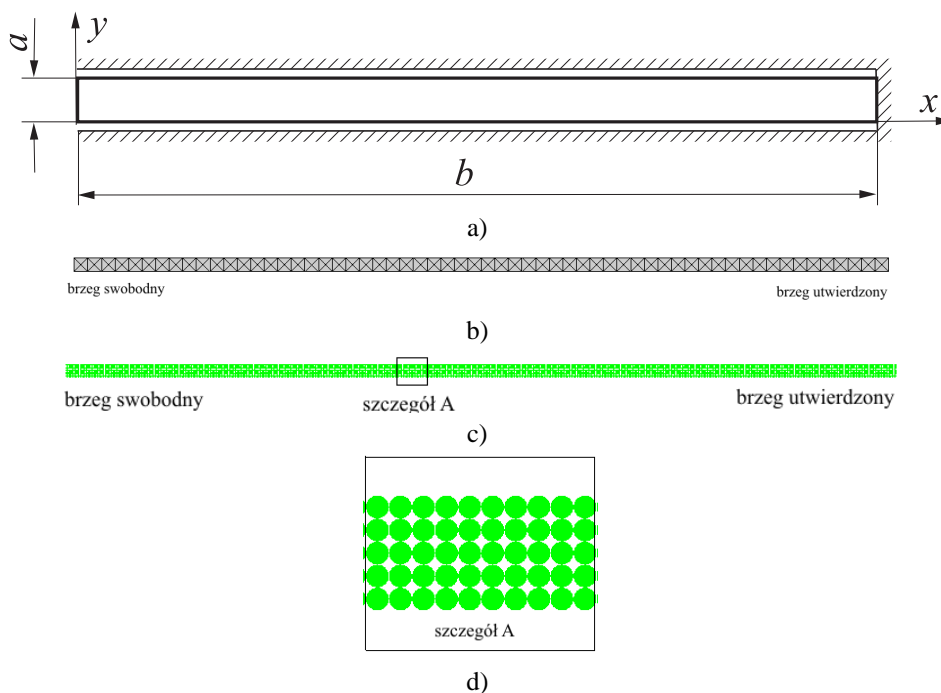 a
y
x
b
a)
brzeg swobodny
brzeg utwierdzony
b)
brzeg swobodny
szczegół A
brzeg utwierdzony
c)
szczegół A
d)